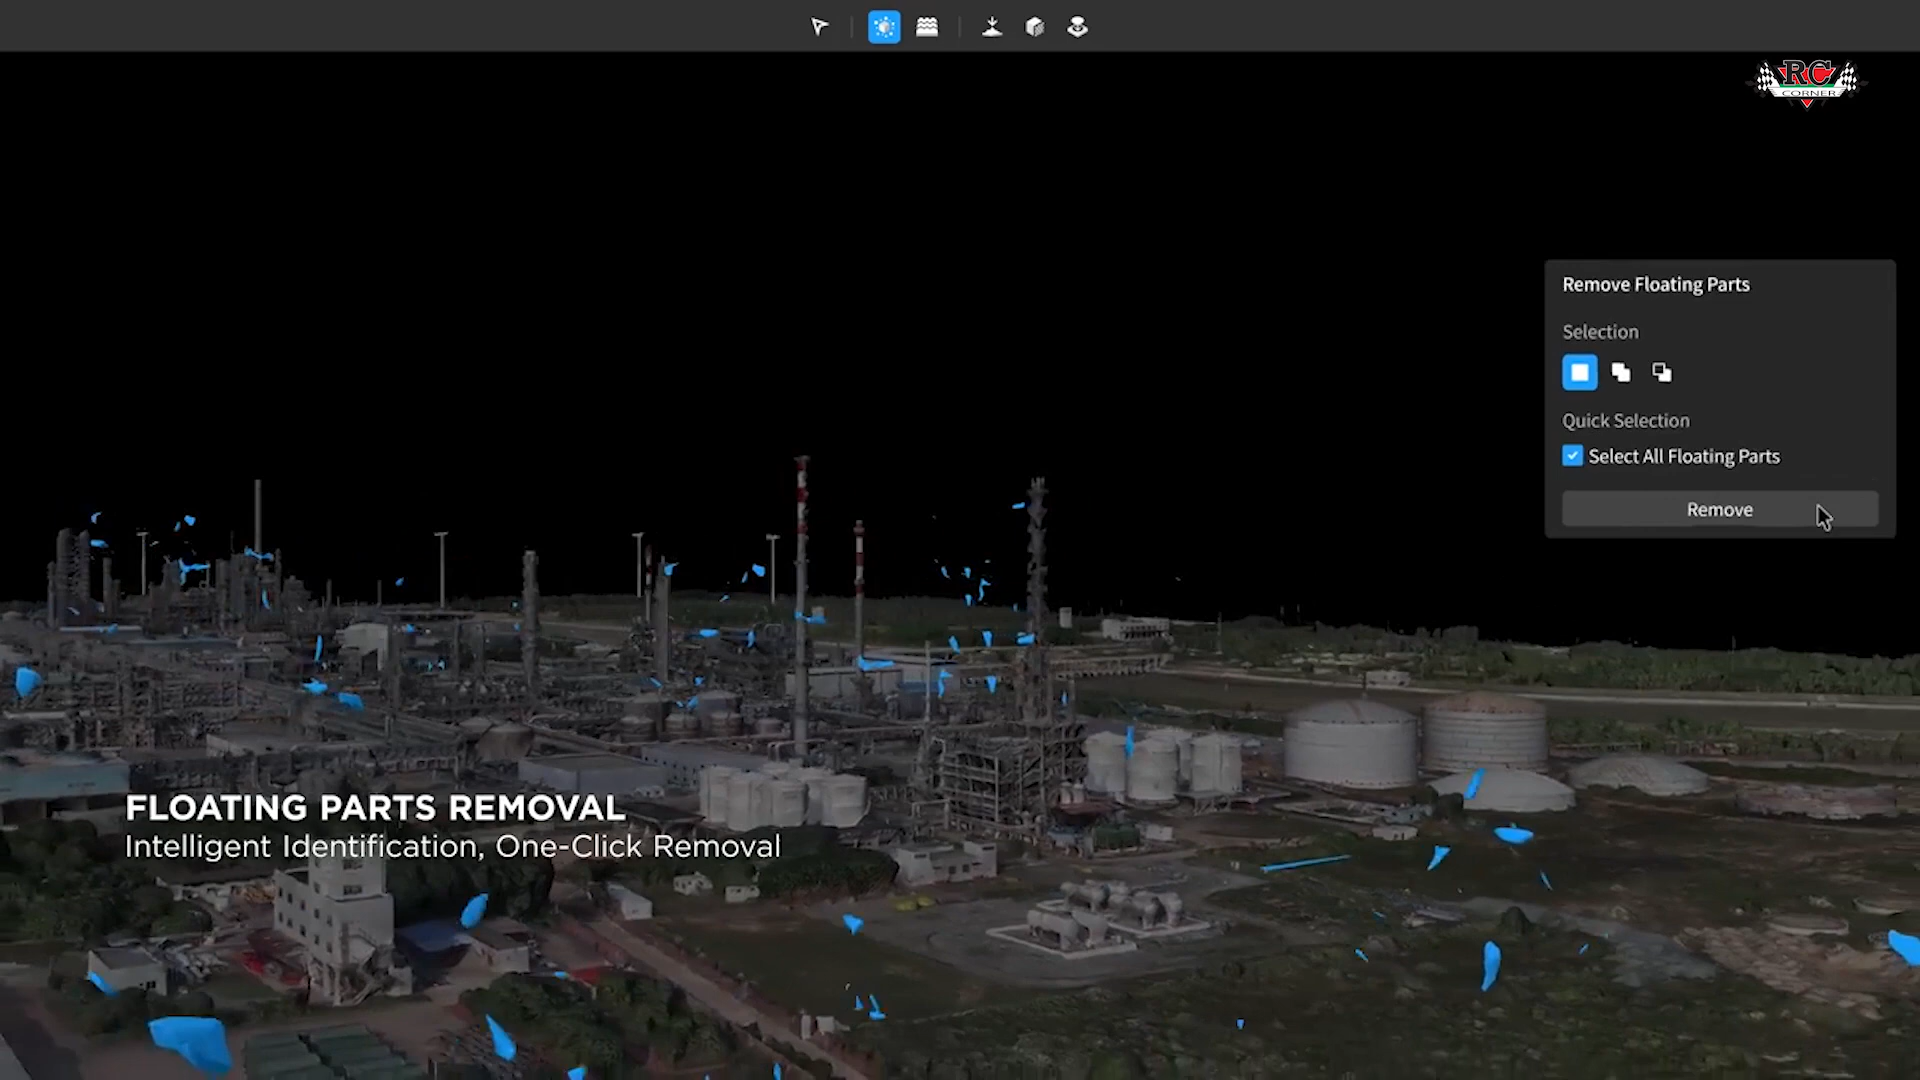 RC
CORNER
Remove Floating Parts
Selection
Quick Selection
Select All Floating Parts
Remove
FLOATING PARTS REMOVAL
Intelligent Identification, One-Click Removal